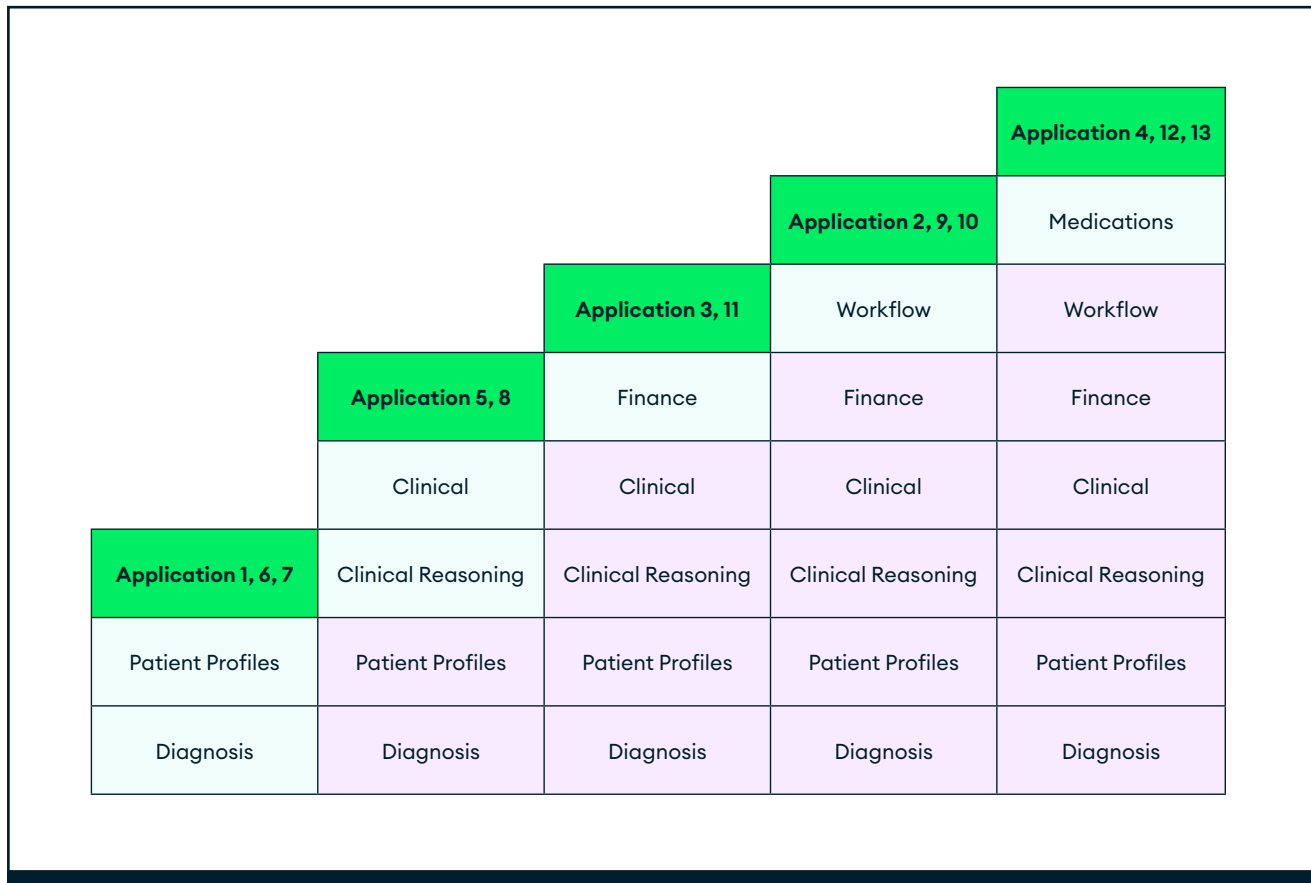 Application 4, 12, 13
Application 2, 9, 10
Medications
Application 3, 11
Workflow
Workflow
Application 5, 8
Finance
Finance
Finance
Clinical
Clinical
Clinical
Clinical
Application 1, 6, 7
Clinical Reasoning
Clinical Reasoning
Clinical Reasoning
Clinical Reasoning
Patient Profiles
Patient Profiles
Patient Profiles
Patient Profiles
Patient Profiles
Diagnosis
Diagnosis
Diagnosis
Diagnosis
Diagnosis